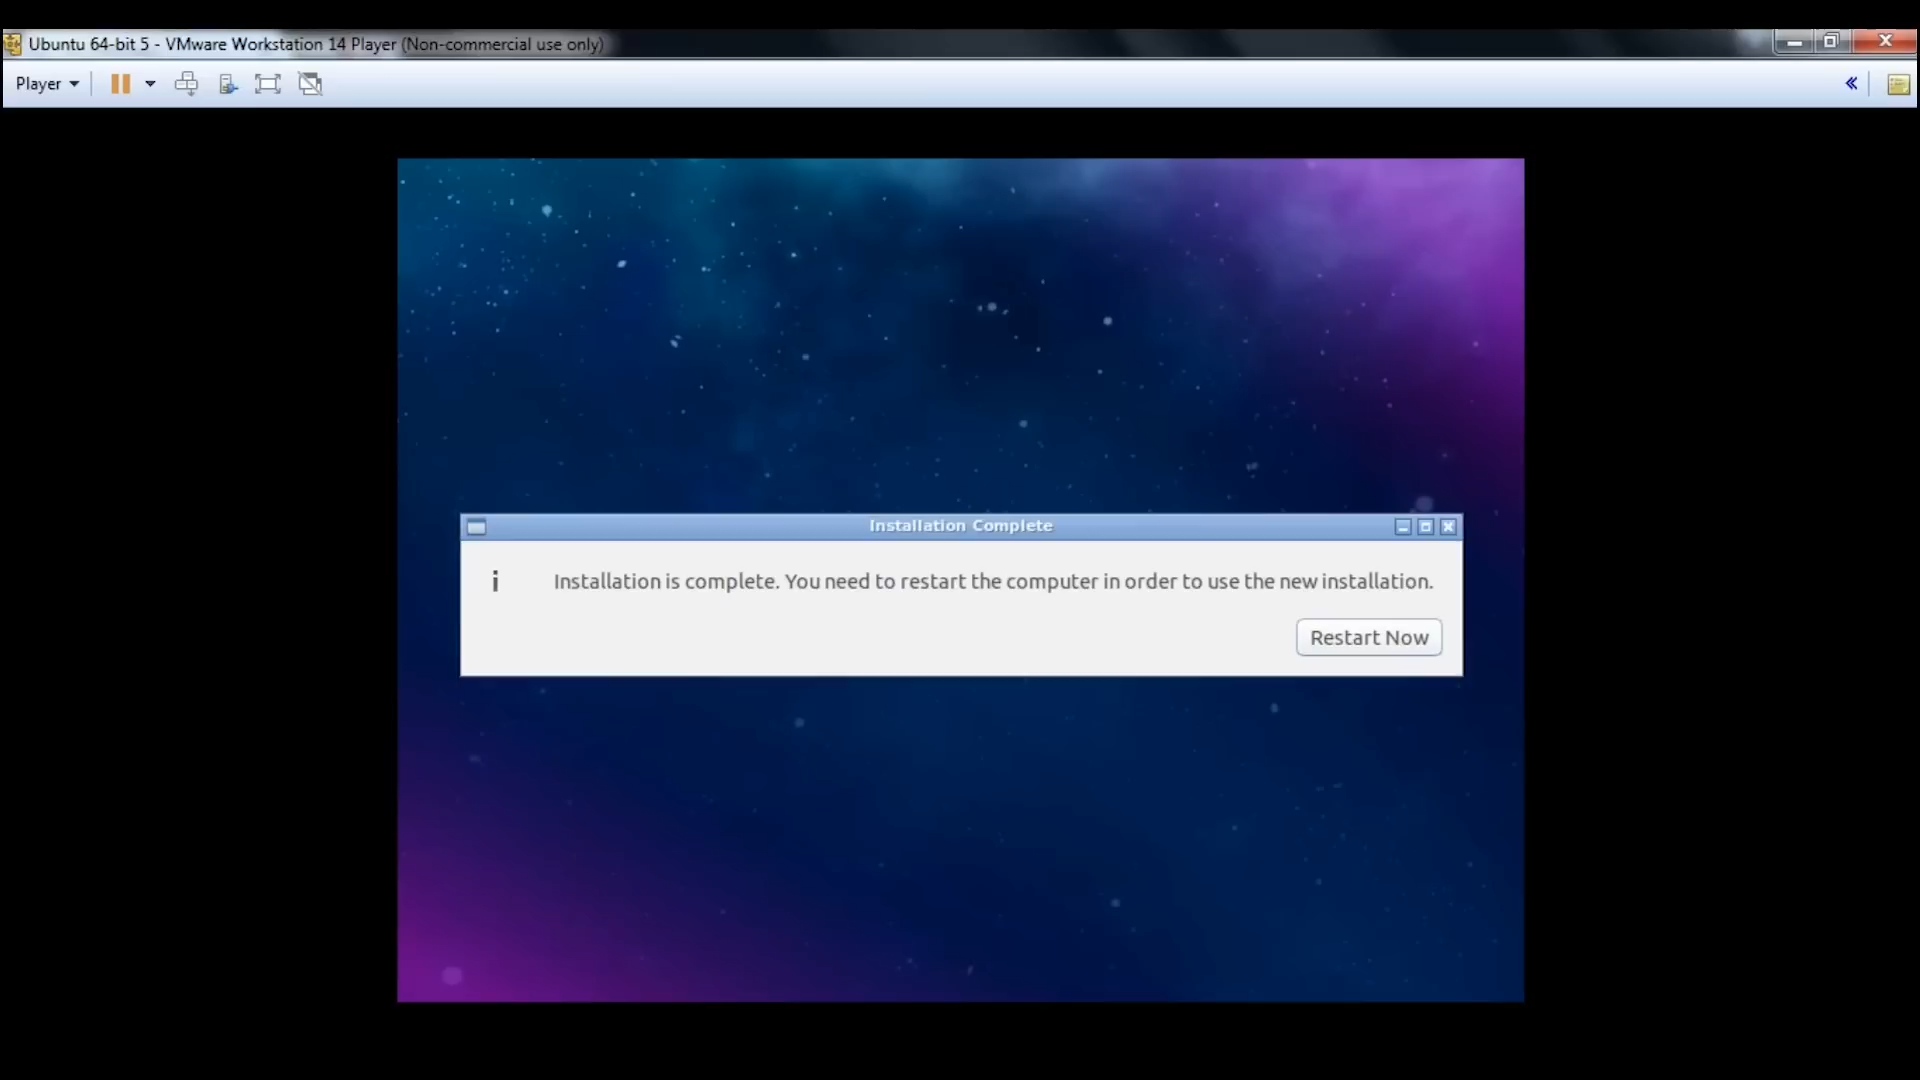 Ubuntu 64-bit 5 - VMware Workstation 14 Player (Non-commercial use only)
Player
Installation Complete
Installation is complete. You need to restart the computer in order to use the new installation.
Restart Now